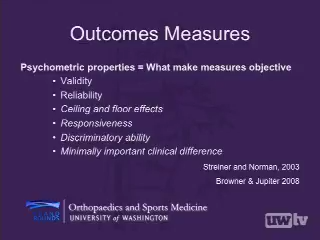 Outcomes Measures
Psychometric properties = What make measures objective
• Validity
• Reliability
• Ceiling and floor effects
• Responsiveness
• Discriminatory ability
• Minimally important clinical difference
Streiner and Norman, 2003
Browner & Jupiter 2008
Orthopaedics and Sports Medicine
UNIVERSITY of WASHINGTON
uwtv